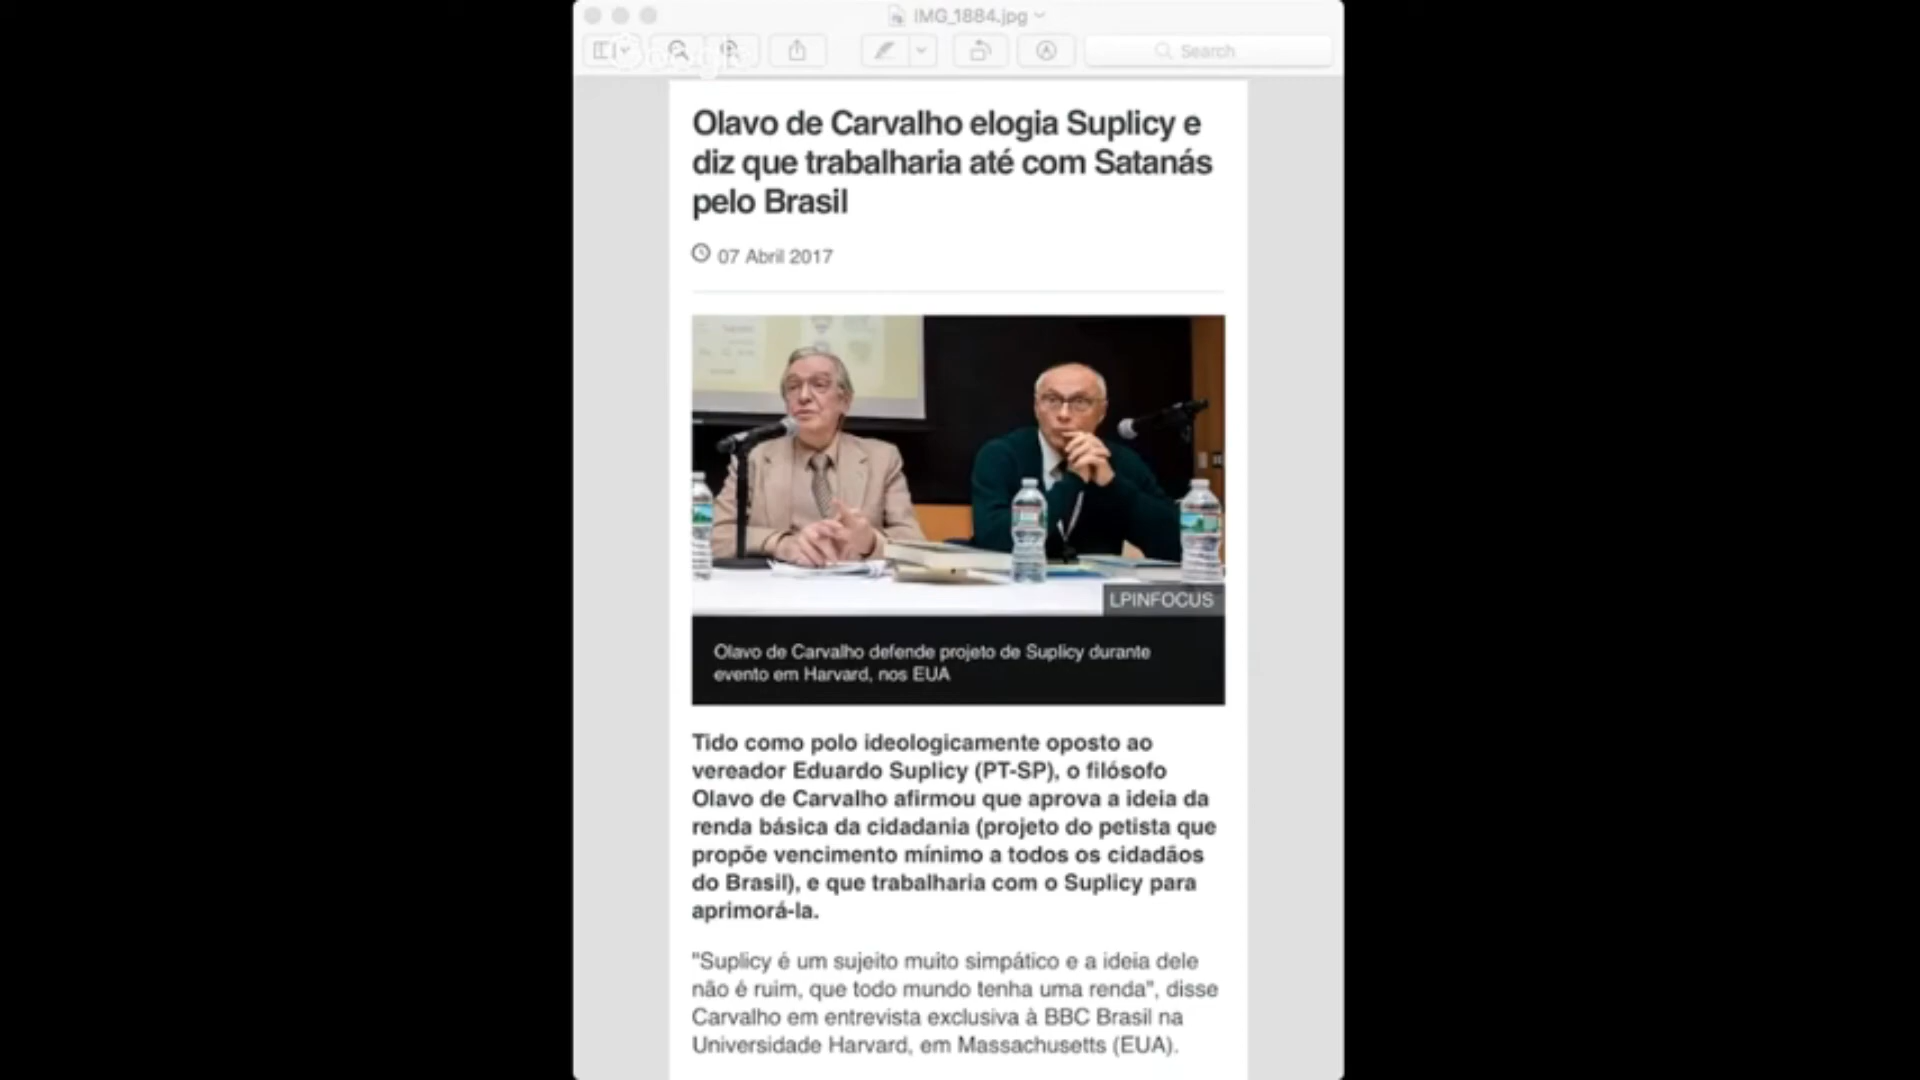 IMG_1884.jpg
Search
Olavo de Carvalho elogia Suplicy e
diz que trabalharia até com Satanás
pelo Brasil
07 Abril 2017
LPINFOCUS
Olavo de Carvalho defende projeto de Suplicy durante
evento em Harvard, nos EUA
Tido como polo ideologicamente oposto ao
vereador Eduardo Suplicy (PT-SP), o filósofo
Olavo de Carvalho afirmou que aprova a ideia da
renda básica da cidadania (projeto do petista que
propõe vencimento mínimo a todos os cidadãos
do Brasil), e que trabalharia com o Suplicy para
aprimorá-la.
"Suplicy é um sujeito muito simpático e a ideia dele
não é ruim, que todo mundo tenha uma renda", disse
Carvalho em entrevista exclusiva à BBC Brasil na
Universidade Harvard, em Massachusetts (EUA).